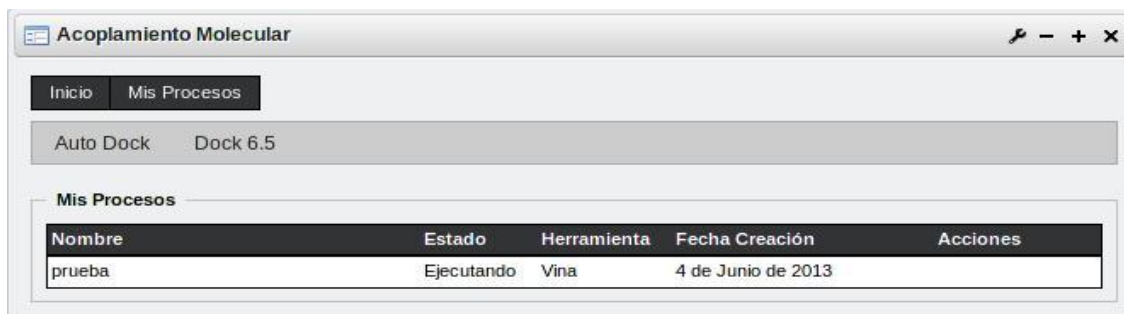 Acoplamiento Molecular
Inicio Mis Procesos
Auto Dock Dock 6.5
Mis Procesos
Nombre Estado Herramienta Fecha Creación Acciones
prueba Ejecutando Vina 4 de Junio de 2013